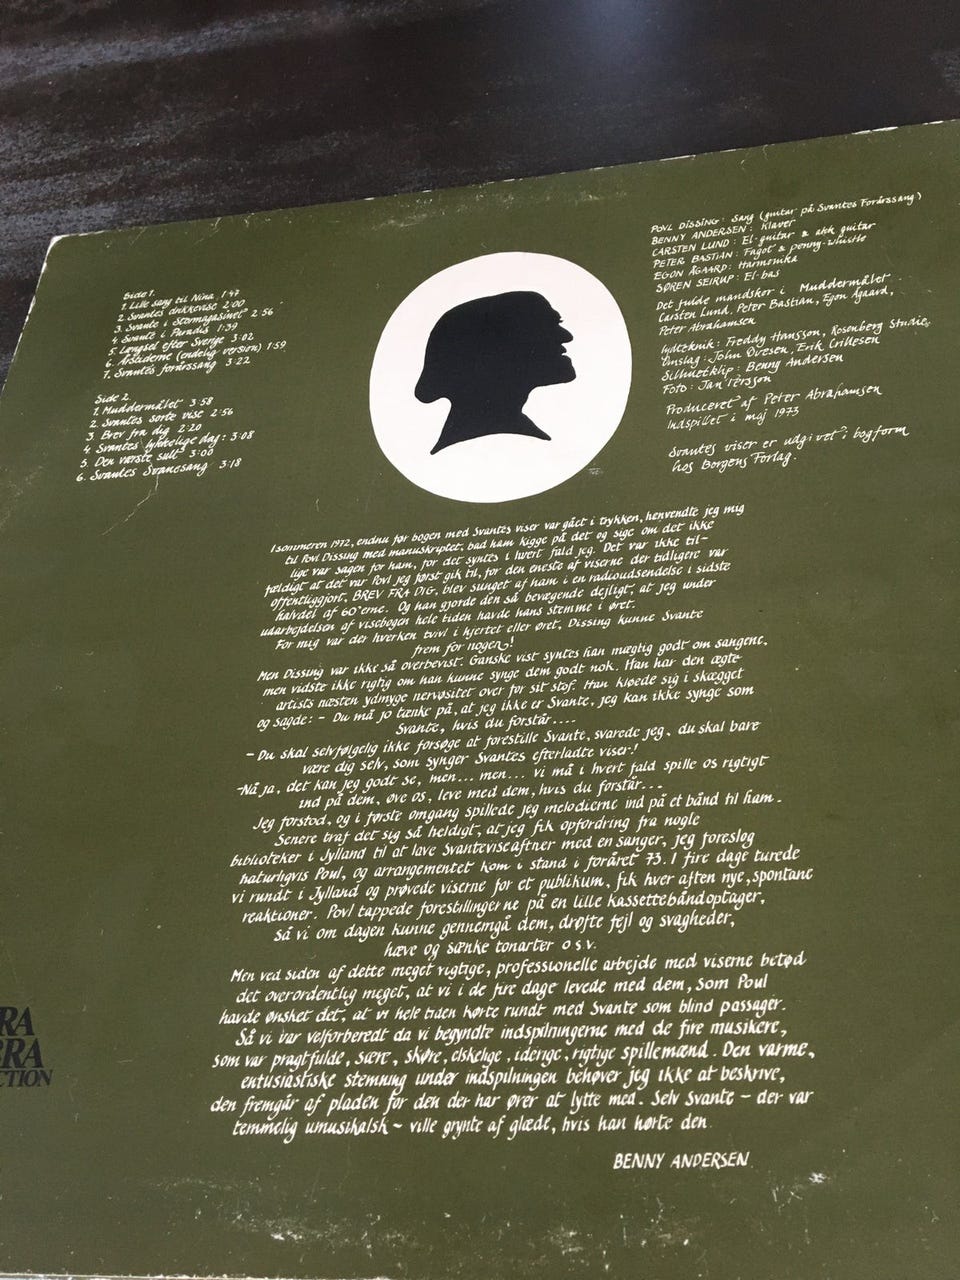 Side 1.
1. Lille sang til Nina 1:47
2. Svantes drikkevise 2:00
3. Svante i Stormagasinet 2:56
4. Svante i Paradis 1:39
5. Længsel efter Sverge 3:02
6. Årstiderne (endelig version) 1:59
7. Svantes forårssang 3:22
Side 2.
1. Muddermålet 3:58
2. Svantes sorte vise 2:56
3. Brev fra dig 2:20
4. Svantes lykkelige dag: 3:08
5. Den værste sult 3:00
6. Svantes Svanesang 3:18
POVL DISSING: Sang (guitar på Svantes Forårssang)
BENNY ANDERSEN: Klaver
CARSTEN LUND: El-guitar & akk guitar
PETER BASTIAN: Fagot & penny-whistle
EGON ÅGAARD: Harmonika
SØREN SEIRUP: El-bas
Det fulde mandskor i Muddermålet:
Carsten Lund, Peter Bastian, Egon Ågaard,
Peter Abrahamsen
Lydteknik: Freddy Hansson, Rosenberg Studie,
Omslag: John Ovesen, Erik Crillesen
Silhuetklip: Benny Andersen
Foto: Jan Persson
Produceret af Peter Abrahamsen
Indspillet i maj 1973
Svantes viser er udgivet i bogform
hos Borgens Forlag.
I sommeren 1972, endnu før bogen med Svantes viser var gået i trykken, henvendte jeg mig
til Povl Dissing med manuskriptet, bad ham kigge på det og sige om det ikke
lige var sagen for ham, for det syntes i hvert fald jeg. Det var ikke til-
fældigt at det var Povl jeg først gik til, for den eneste af viserne der tidligere var
offentliggjort, BREV FRA DIG, blev sunget af ham i en radioudsendelse i sidste
halvdel af 60'erne. Og han gjorde den så bevægende dejligt, at jeg under
udarbejdelsen af visebogen hele tiden havde hans stemme i øret.
For mig var der hverken tvivl i hjertet eller øret, Dissing kunne Svante
frem for nogen!
Men Dissing var ikke så overbevist. Ganske vist syntes han mægtig godt om sangene,
men vidste ikke rigtig om han kunne synge dem godt nok. Han har den ægte
artists næsten ydmyge nervøsitet over for sit stof. Han kløede sig i skægget
og sagde: - Du må jo tænke på, at jeg ikke er Svante, jeg kan ikke synge som
Svante, hvis du forstår....
- Du skal selvfølgelig ikke forsøge at forestille Svante, svarede jeg, du skal bare
være dig selv, som synger Svantes efterladte viser!
- Nå ja, det kan jeg godt se, men... men... vi må i hvert fald spille os rigtigt
ind på dem, øve os, leve med dem, hvis du forstår...
Jeg forstod, og i første omgang spillede jeg melodierne ind på et bånd til ham.
Senere traf det sig så heldigt, at jeg fik opfordring fra nogle
biblioteker i Jylland til at lave Svanteviseaftner med en sanger, jeg foreslog
naturligvis Poul, og arrangementet kom i stand i foråret 73. I fire dage turede
vi rundt i Jylland og prøvede viserne for et publikum, fik hver aften nye, spontane
reaktioner. Povl tappede forestillingerne på en lille kassettebåndoptager,
så vi om dagen kunne gennemgå dem, drøfte fejl og svagheder,
hæve og sænke tonarter o s.v.
Men ved siden af dette meget vigtige, professionelle arbejde med viserne betød
det overordentlig meget, at vi i de fire dage levede med dem, som Poul
havde ønsket det, at vi hele tiden kørte rundt med Svante som blind passager.
Så vi var velforberedt da vi begyndte indspilningerne med de fire musikere,
som var pragtfulde, sære, skøre, elskelige, iderige, rigtige spillemænd. Den varme,
entusiastiske stemning under indspilningen behøver jeg ikke at beskrive,
den fremgår af pladen for den der har ører at lytte med. Selv Svante - der var
temmelig umusikalsk - ville grynte af glæde, hvis han hørte den.
BENNY ANDERSEN
RA
RA
CTION